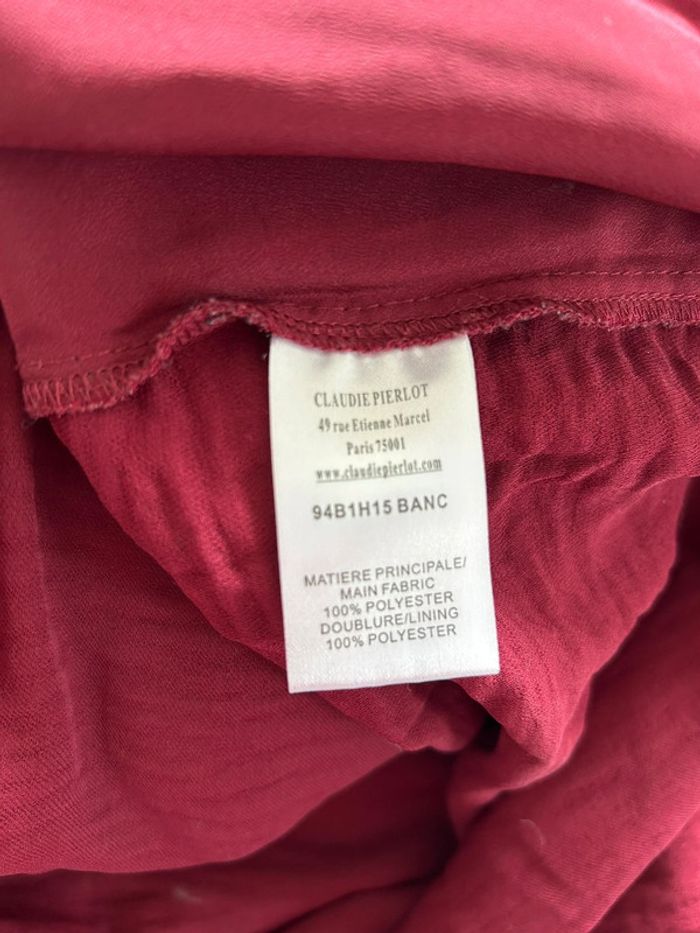 CLAUDIE PIERLOT
49 rue Etienne Marcel
Paris 75001
www.claudiepierlot.com
94B1H15 BANC
MATIERE PRINCIPALE/
MAIN FABRIC
100% POLYESTER
DOUBLURE/LINING
100% POLYESTER